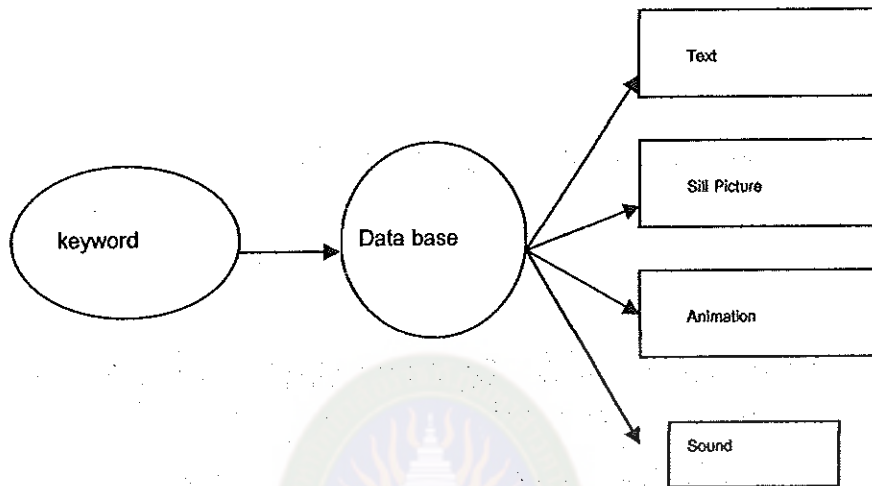 Text
Sill Picture
keyword
Data base
Animation
Sound